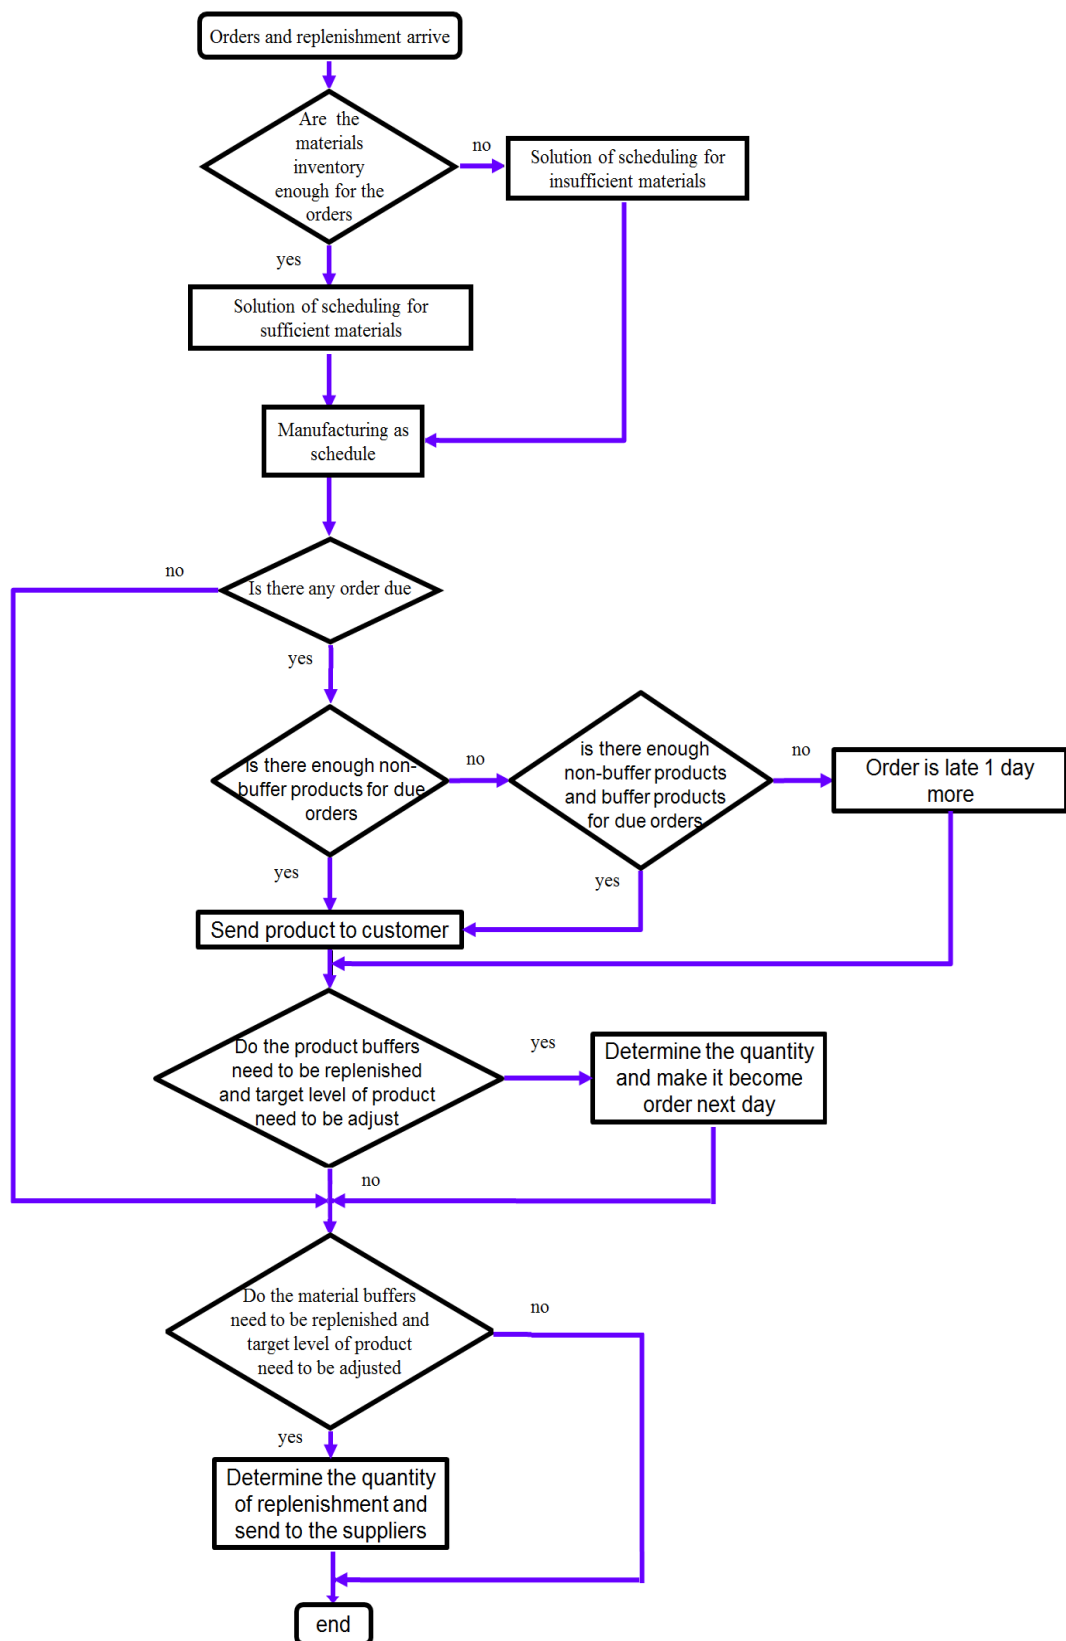 Orders and replenishment arrive
Are the
materials
inventory
enough for the
orders
no
Solution of scheduling for
insufficient materials
yes
Solution of scheduling for
sufficient materials
Manufacturing as
schedule
no
Is there any order due
yes
is there enough non-
buffer products for due
orders
no
is there enough
non-buffer products
and buffer products
for due orders
no
Order is late 1 day
more
yes
yes
Send product to customer
Do the product buffers
need to be replenished
and target level of product
need to be adjust
yes
Determine the quantity
and make it become
order next day
no
Do the material buffers
need to be replenished and
target level of product
need to be adjusted
no
yes
Determine the quantity
of replenishment and
send to the suppliers
end